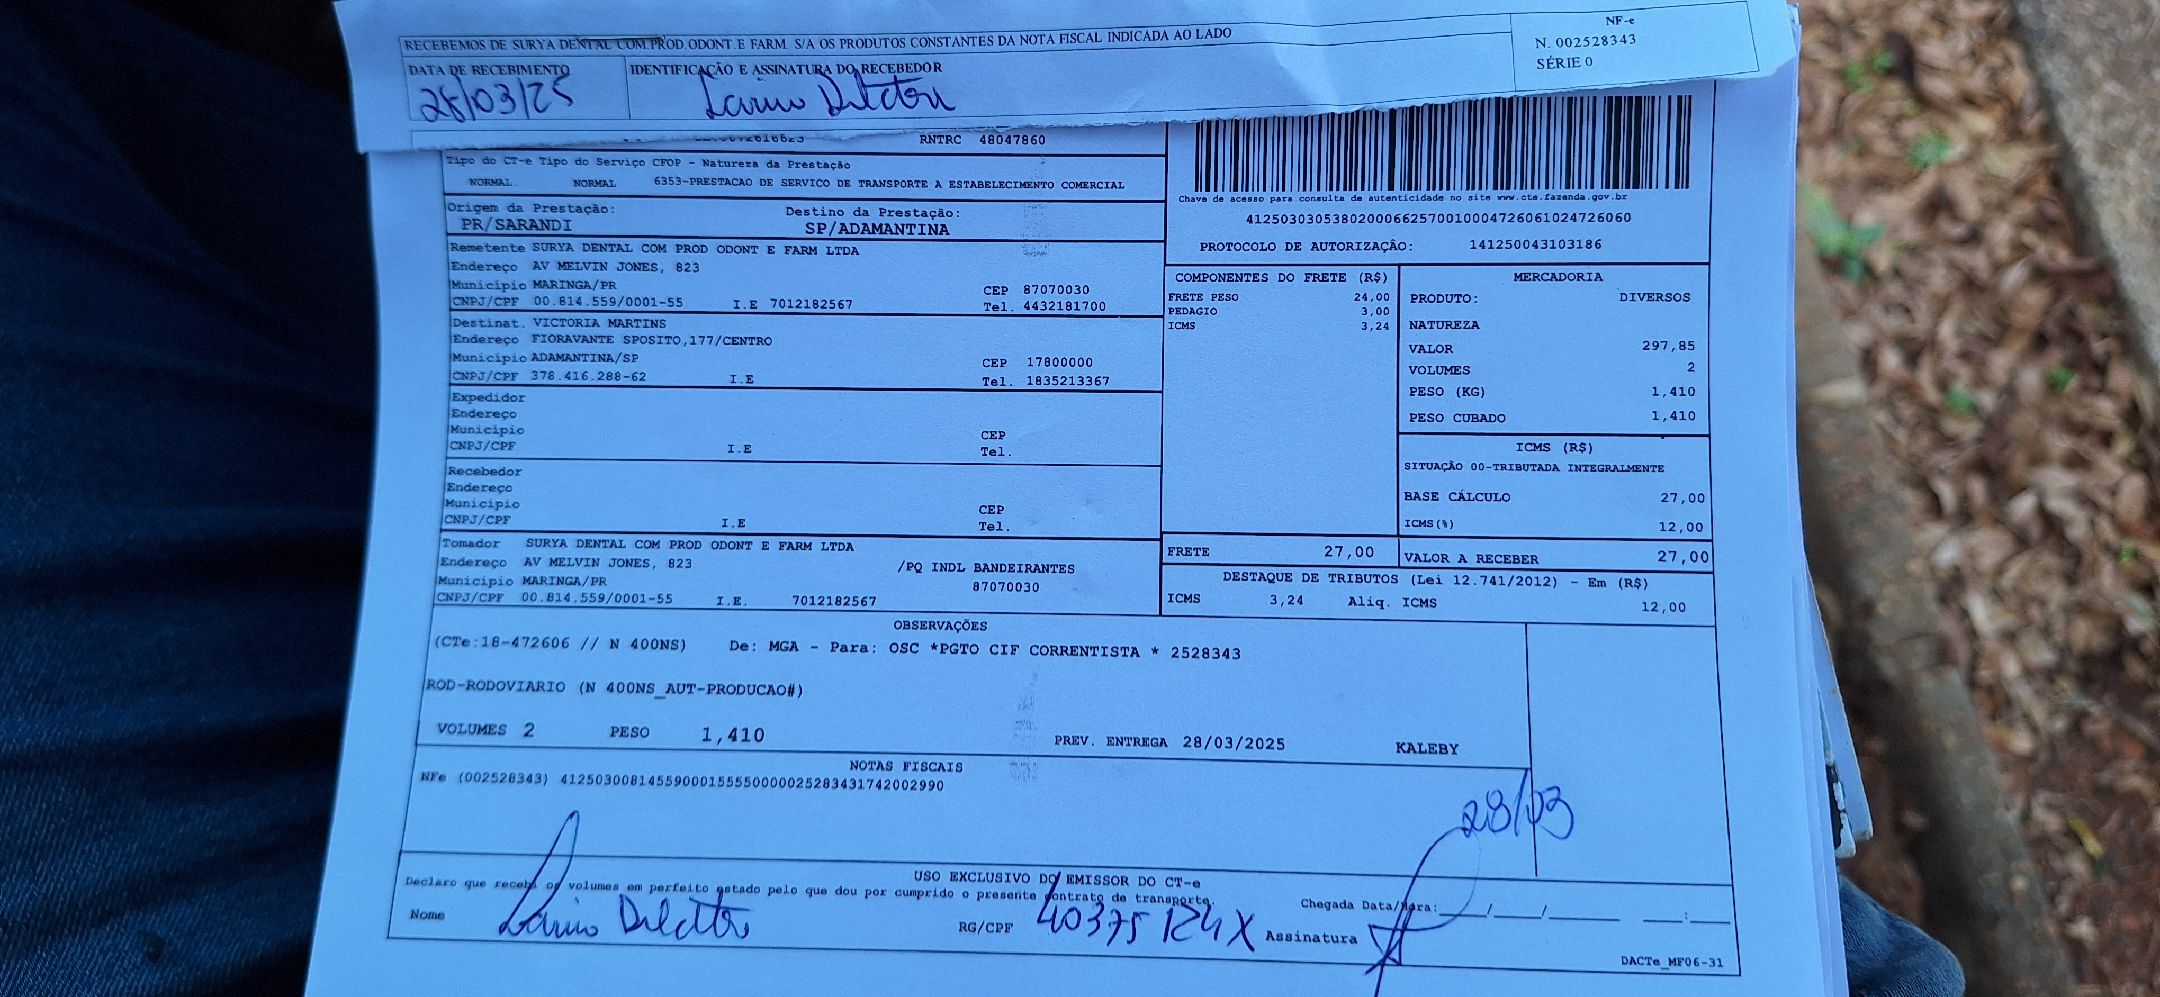 RECEBEMOS DE SURYA DENTAL COM.PROD.ODONT.E FARM. S/A OS PRODUTOS CONSTANTES DA NOTA FISCAL INDICADA AO LADO
NF-e
N. 002528343
SÉRIE 0
DATA DE RECEBIMENTO IDENTIFICAÇÃO E ASSINATURA DO RECEBEDOR
28/03/25
RNTRC 48047860
Tipo do CT-e Tipo do Serviço CFOP - Natureza da Prestação
NORMAL NORMAL 6353-PRESTACAO DE SERVICO DE TRANSPORTE A ESTABELECIMENTO COMERCIAL
Origem da Prestação: Destino da Prestação:
PR/SARANDI SP/ADAMANTINA
Remetente SURYA DENTAL COM PROD ODONT E FARM LTDA
Endereço AV MELVIN JONES, 823
Municipio MARINGA/PR CEP 87070030
CNPJ/CPF 00.814.559/0001-55 I.E 7012182567 Tel. 4432181700
Destinat. VICTORIA MARTINS
Endereço FIORAVANTE SPOSITO,177/CENTRO
Municipio ADAMANTINA/SP CEP 17800000
CNPJ/CPF 378.416.288-62 I.E Tel. 1835213367
Expedidor
Endereço
Municipio CEP
CNPJ/CPF I.E Tel.
Recebedor
Endereço
Municipio CEP
CNPJ/CPF I.E Tel.
Tomador SURYA DENTAL COM PROD ODONT E FARM LTDA
Endereço AV MELVIN JONES, 823 /PQ INDL BANDEIRANTES
Municipio MARINGA/PR 87070030
CNPJ/CPF 00.814.559/0001-55 I.E. 7012182567
Chave de acesso para consulta de autenticidade no site www.cte.fazenda.gov.br
41250303053802000662570010004726061024726060
PROTOCOLO DE AUTORIZAÇÃO: 141250043103186
COMPONENTES DO FRETE (R$)
FRETE PESO 24,00
PEDAGIO 3,00
ICMS 3,24
MERCADORIA
PRODUTO: DIVERSOS
NATUREZA
VALOR 297,85
VOLUMES 2
PESO (KG) 1,410
PESO CUBADO 1,410
ICMS (R$)
SITUAÇÃO 00-TRIBUTADA INTEGRALMENTE
BASE CÁLCULO 27,00
ICMS(%) 12,00
FRETE 27,00 VALOR A RECEBER 27,00
DESTAQUE DE TRIBUTOS (Lei 12.741/2012) - Em (R$)
ICMS 3,24 Aliq. ICMS 12,00
OBSERVAÇÕES
(CTe:18-472606 // N 400NS) De: MGA - Para: OSC *PGTO CIF CORRENTISTA * 2528343
ROD-RODOVIARIO (N 400NS_AUT-PRODUCAO#)
VOLUMES 2 PESO 1,410 PREV. ENTREGA 28/03/2025 KALEBY
NOTAS FISCAIS
NFe (002528343) 41250300814559000155550000025283431742002990
28/03
USO EXCLUSIVO DO EMISSOR DO CT-e
Declaro que recebi os volumes em perfeito estado pelo que dou por cumprido o presente contrato de transporte.
Chegada Data/Hora:___/___/_____ ___:___
Nome RG/CPF Assinatura
DACTe_MF06-31